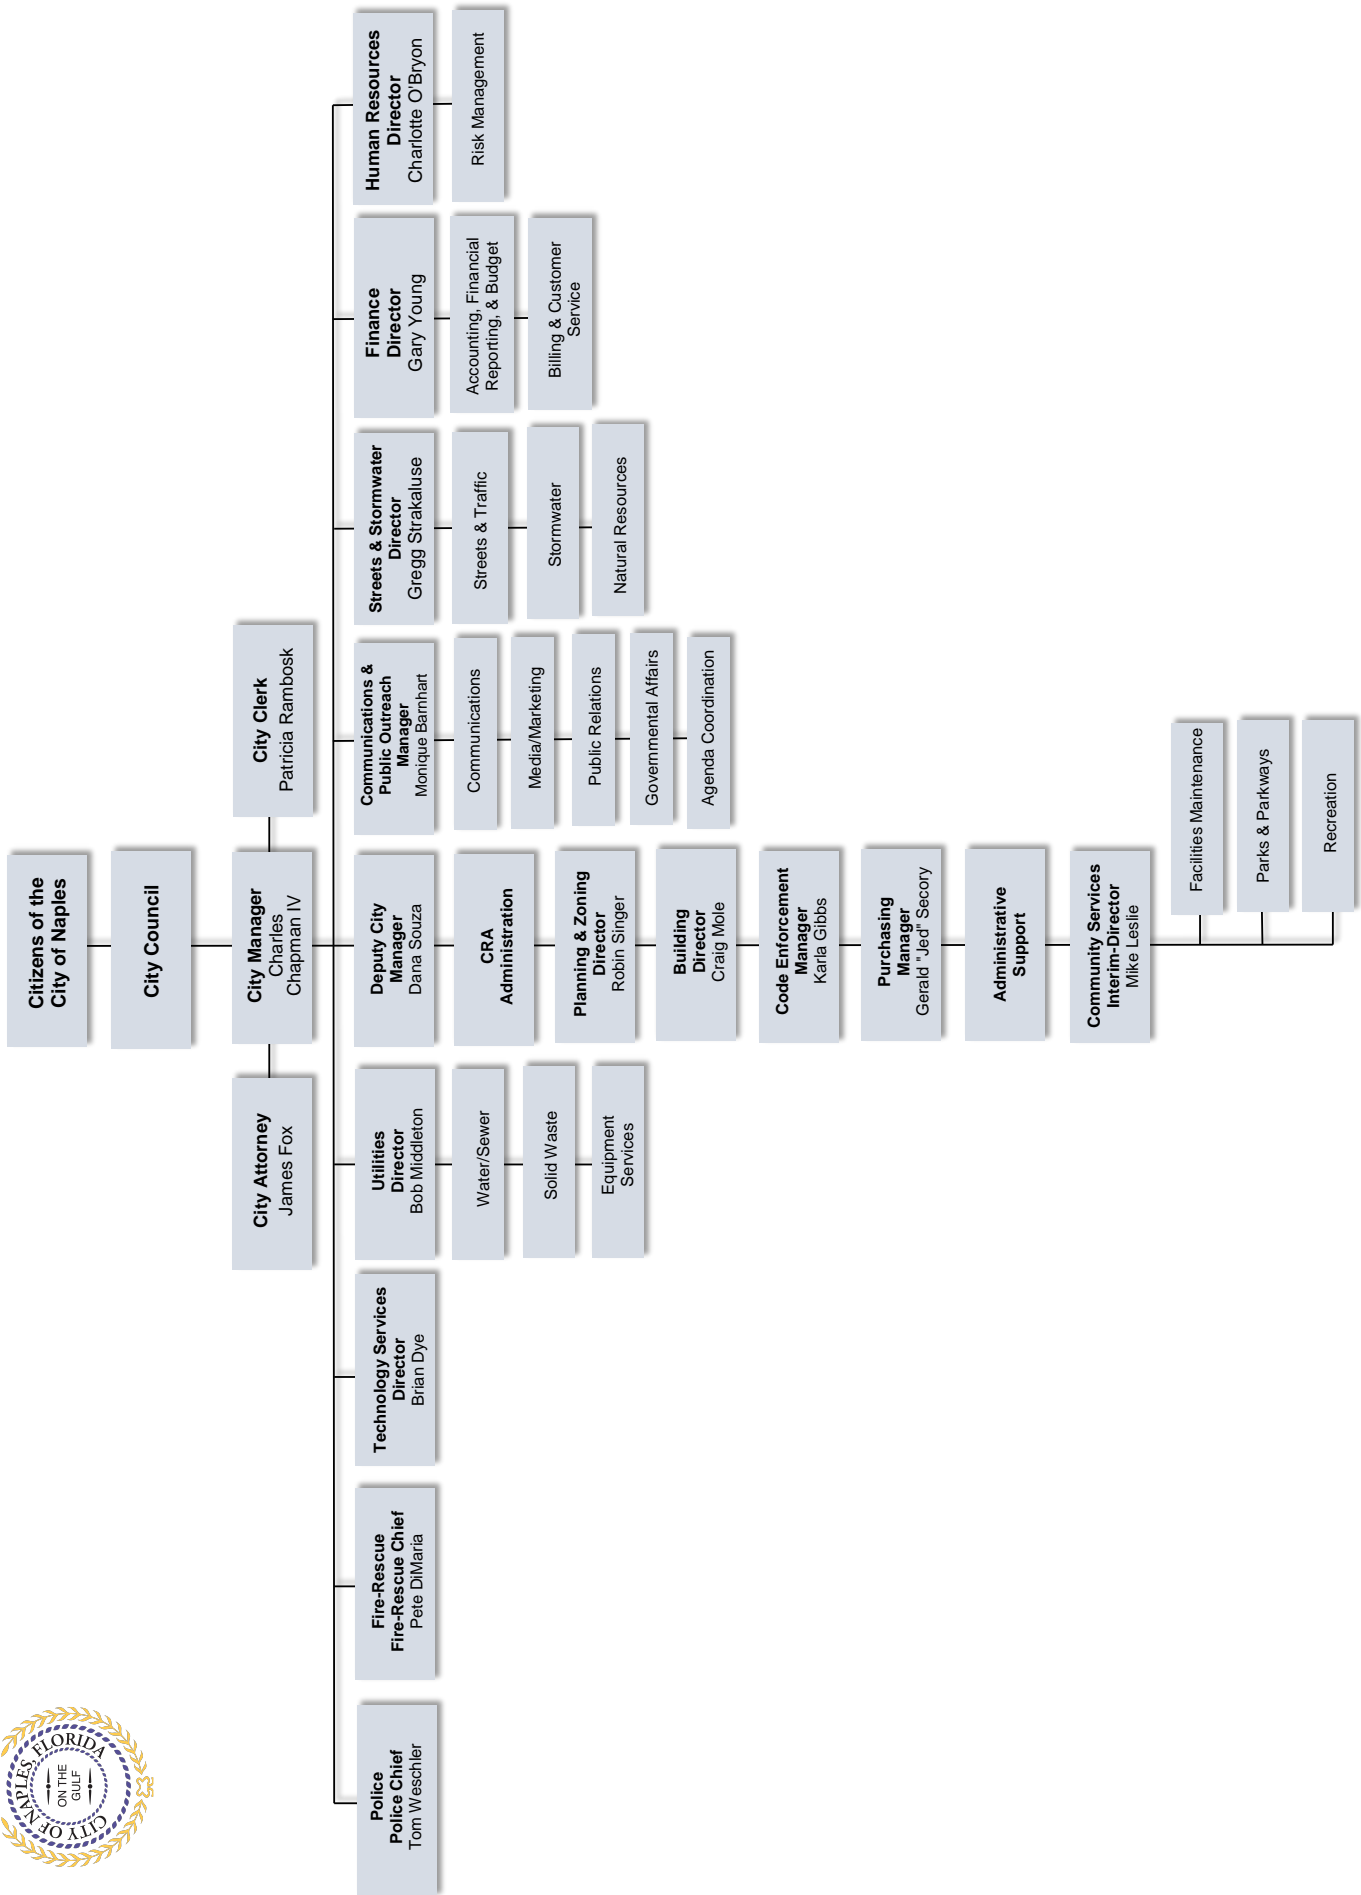 CITY OF NAPLES, FLORIDA
ON THE
GULF
Citizens of the
City of Naples
City Council
City Attorney
James Fox
City Manager
Charles
Chapman IV
City Clerk
Patricia Rambosk
Police
Police Chief
Tom Weschler
Fire-Rescue
Fire-Rescue Chief
Pete DiMaria
Technology Services
Director
Brian Dye
Utilities
Director
Bob Middleton
Water/Sewer
Solid Waste
Equipment
Services
Deputy City
Manager
Dana Souza
CRA
Administration
Planning & Zoning
Director
Robin Singer
Building
Director
Craig Mole
Code Enforcement
Manager
Karla Gibbs
Purchasing
Manager
Gerald "Jed" Secory
Administrative
Support
Community Services
Interim-Director
Mike Leslie
Facilities Maintenance
Parks & Parkways
Recreation
Communications &
Public Outreach
Manager
Monique Barnhart
Communications
Media/Marketing
Public Relations
Governmental Affairs
Agenda Coordination
Streets & Stormwater
Director
Gregg Strakaluse
Streets & Traffic
Stormwater
Natural Resources
Finance
Director
Gary Young
Accounting, Financial
Reporting, & Budget
Billing & Customer
Service
Human Resources
Director
Charlotte O'Bryon
Risk Management